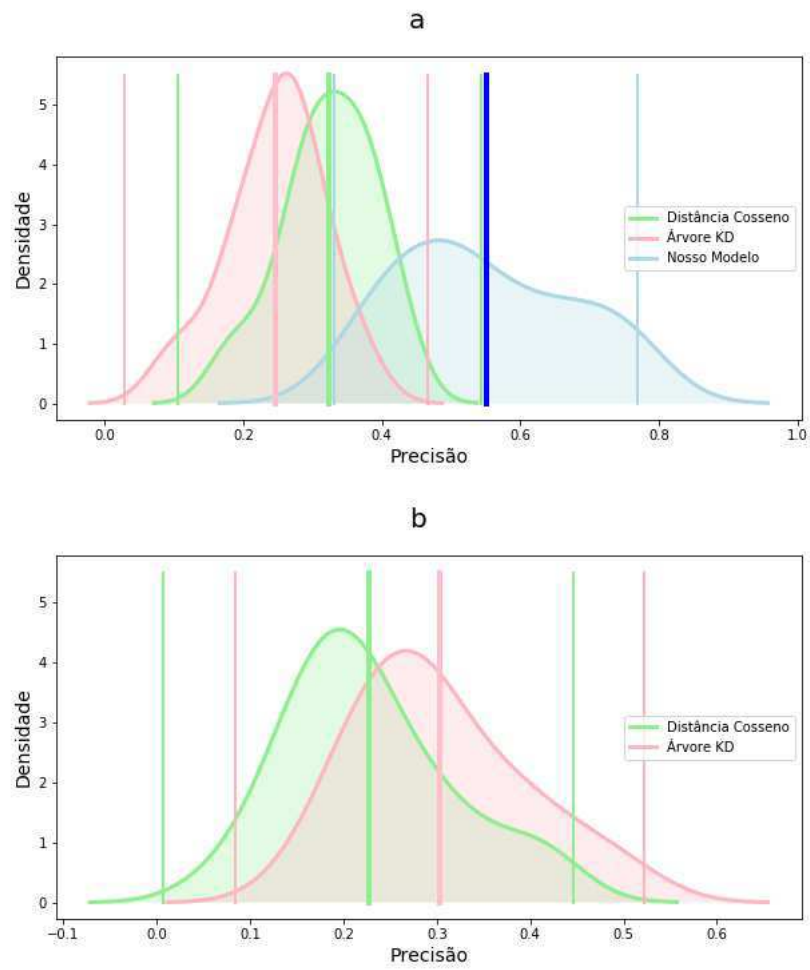 a
5
4
3
2
1
0
Densidade
Distância Cosseno
Árvore KD
Nosso Modelo
0.0 0.2 0.4 0.6 0.8 1.0
Precisão
b
5
4
3
2
1
0
Densidade
Distância Cosseno
Árvore KD
−0.1 0.0 0.1 0.2 0.3 0.4 0.5 0.6
Precisão